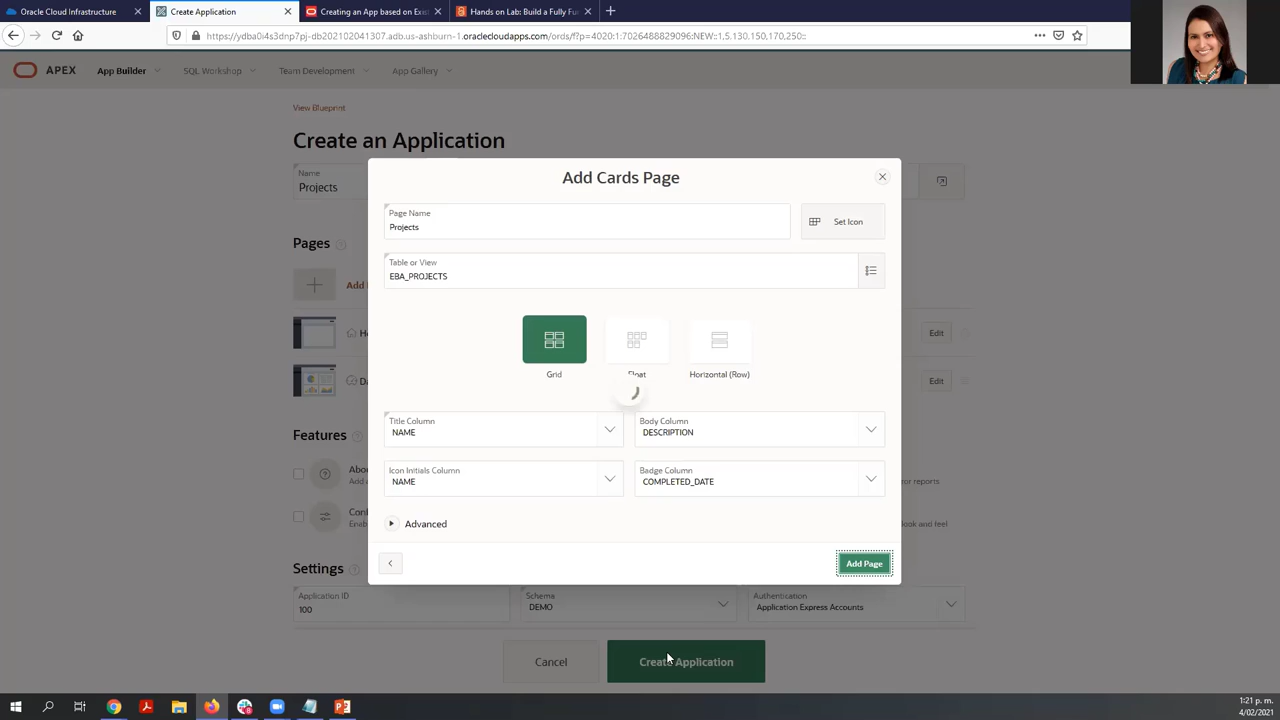 Oracle Cloud Infrastructure
Create Application
Creating an App based on Exis
Hands on Lab: Build a Fully Fun
https://ydba0i4s3dnp7pj-db202102041307.adb.us-ashburn-1.oraclecloudapps.com/ords/f?p=4020:1:7026488829096:NEW::1,5.130,150,170,250::
APEX
App Builder
SQL Workshop
Team Development
App Gallery
View Blueprint
Create an Application
Name
Projects
Add Cards Page
Page Name
Projects
Set Icon
Table or View
EBA_PROJECTS
Pages
Add
Edit
Edit
Grid
Float
Horizontal (Row)
Title Column
NAME
Body Column
DESCRIPTION
Icon Initials Column
NAME
Badge Column
COMPLETED_DATE
Features
Advanced
Add Page
Settings
Application ID
100
Schema
DEMO
Authentication
Application Express Accounts
Cancel
Create Application
1:21 p. m.
4/02/2021